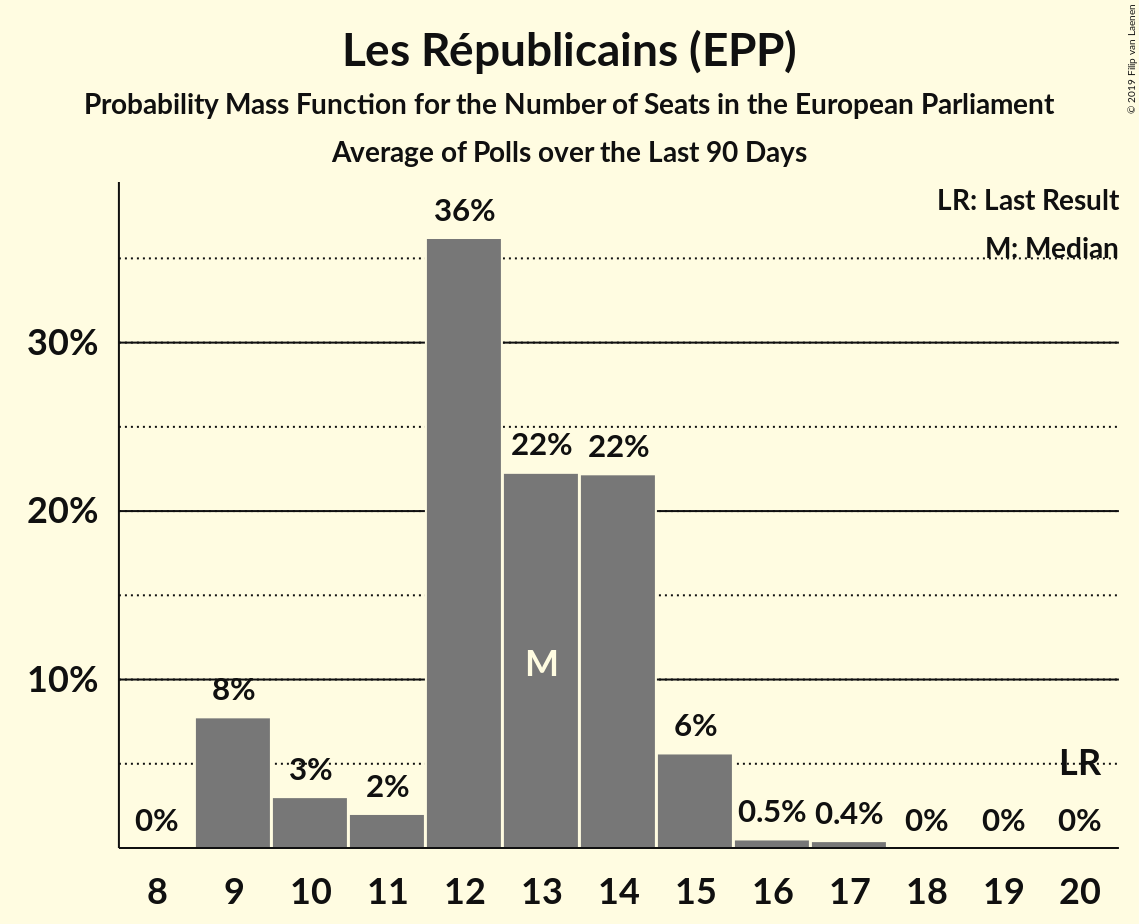 Les Républicains (EPP)
Probability Mass Function for the Number of Seats in the European Parliament
Average of Polls over the Last 90 Days
© 2019 Filip van Laenen
LR: Last Result
M: Median
30%
20%
10%
0%
8%
3%
2%
36%
22%
22%
6%
0.5%
0.4%
0%
0%
0%
M
LR
8 9 10 11 12 13 14 15 16 17 18 19 20